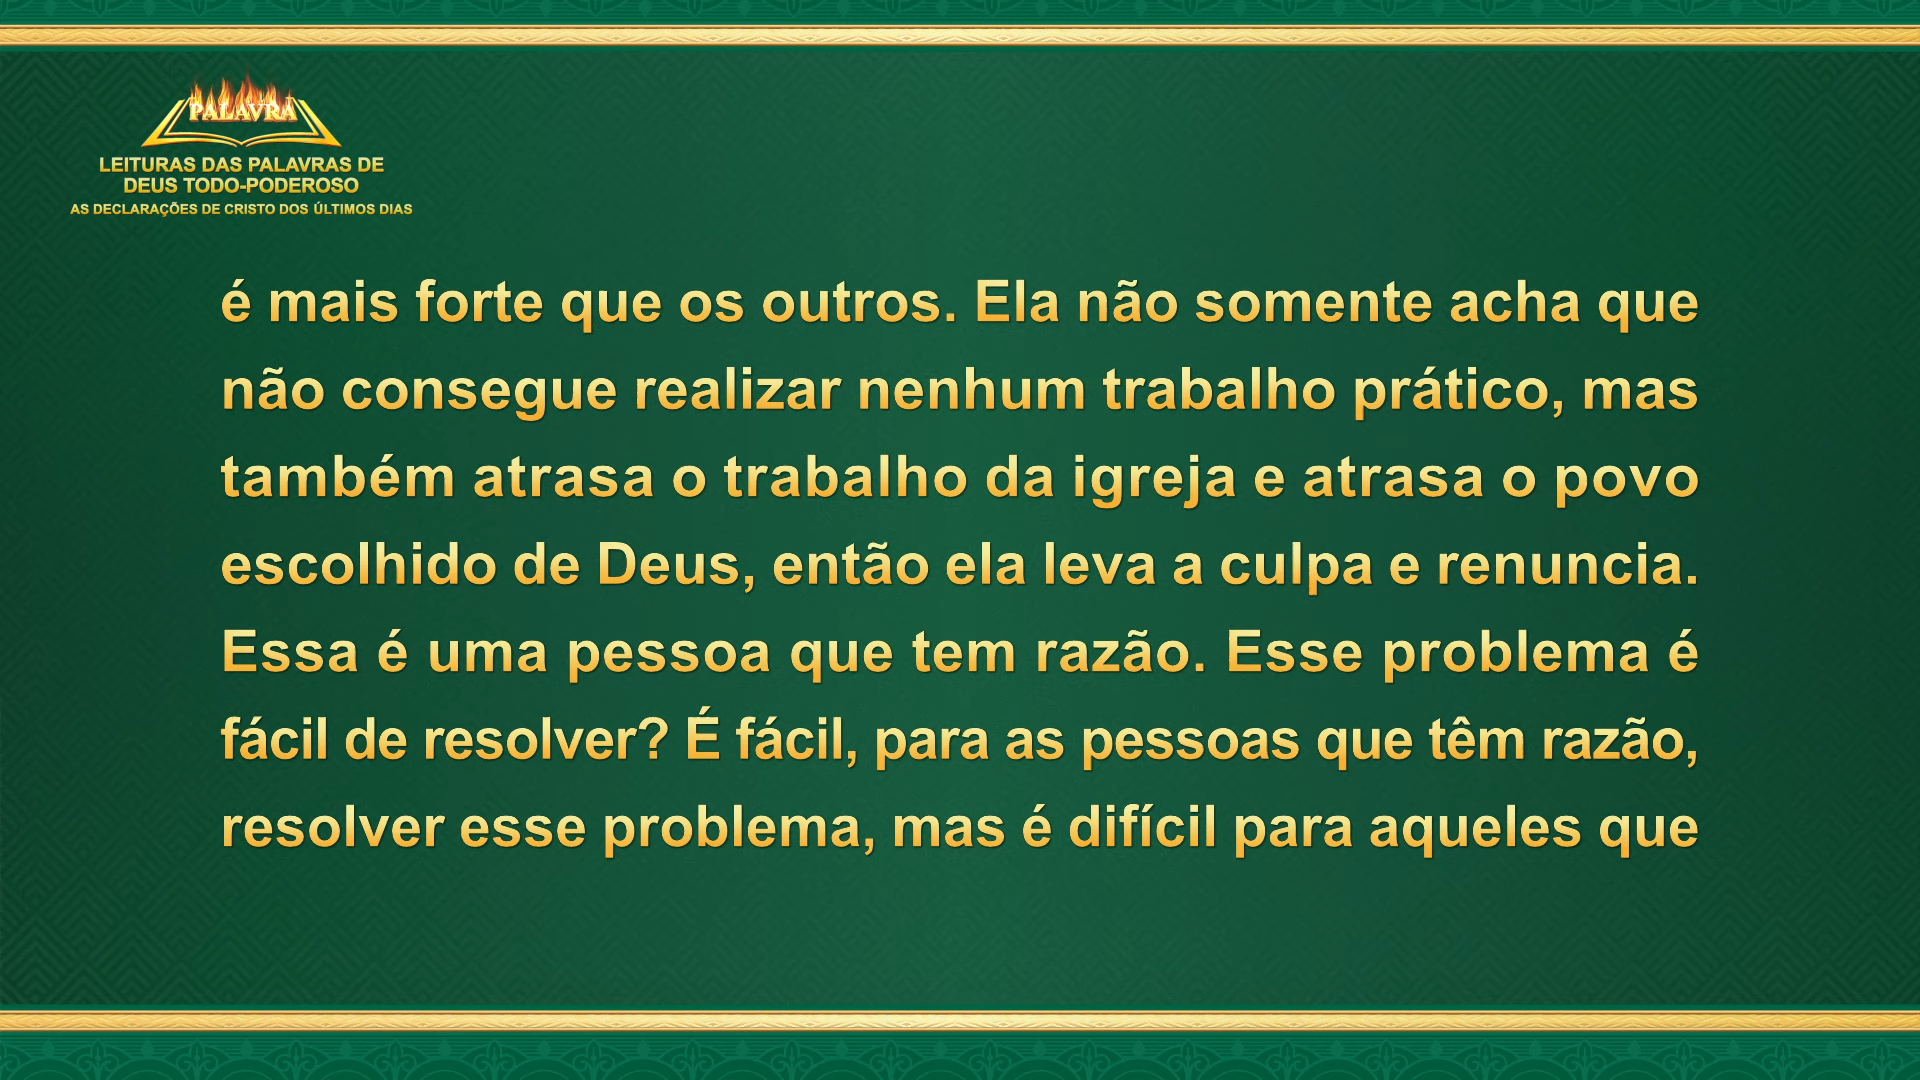 PALAVRA
LEITURAS DAS PALAVRAS DE
DEUS TODO-PODEROSO
AS DECLARAÇÕES DE CRISTO DOS ÚLTIMOS DIAS
é mais forte que os outros. Ela não somente acha que
não consegue realizar nenhum trabalho prático, mas
também atrasa o trabalho da igreja e atrasa o povo
escolhido de Deus, então ela leva a culpa e renuncia.
Essa é uma pessoa que tem razão. Esse problema é
fácil de resolver? É fácil, para as pessoas que têm razão,
resolver esse problema, mas é difícil para aqueles que